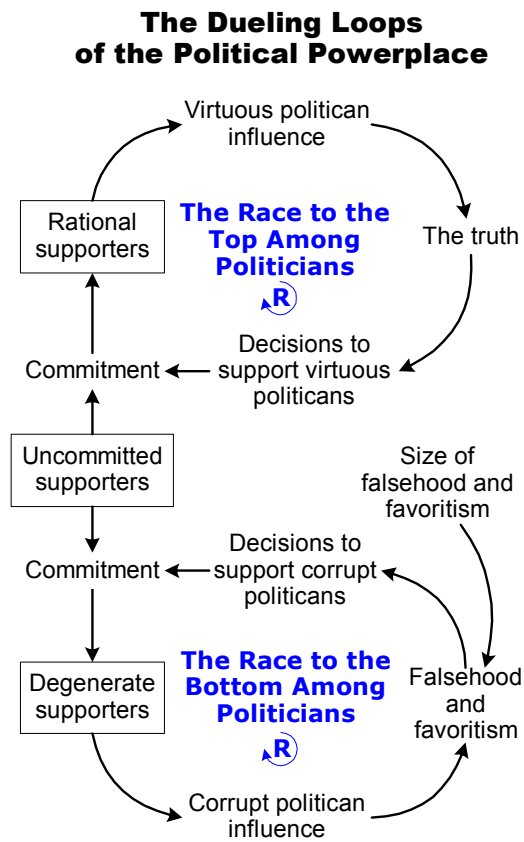 The Dueling Loops
of the Political Powerplace
Virtuous politican
influence
Rational
supporters
The Race to the
Top Among
Politicians
R
The truth
Decisions to
support virtuous
politicans
Commitment
Uncommitted
supporters
Size of
falsehood and
favoritism
Decisions to
support corrupt
politicans
Commitment
Degenerate
supporters
The Race to the
Bottom Among
Politicians
R
Falsehood
and
favoritism
Corrupt politican
influence